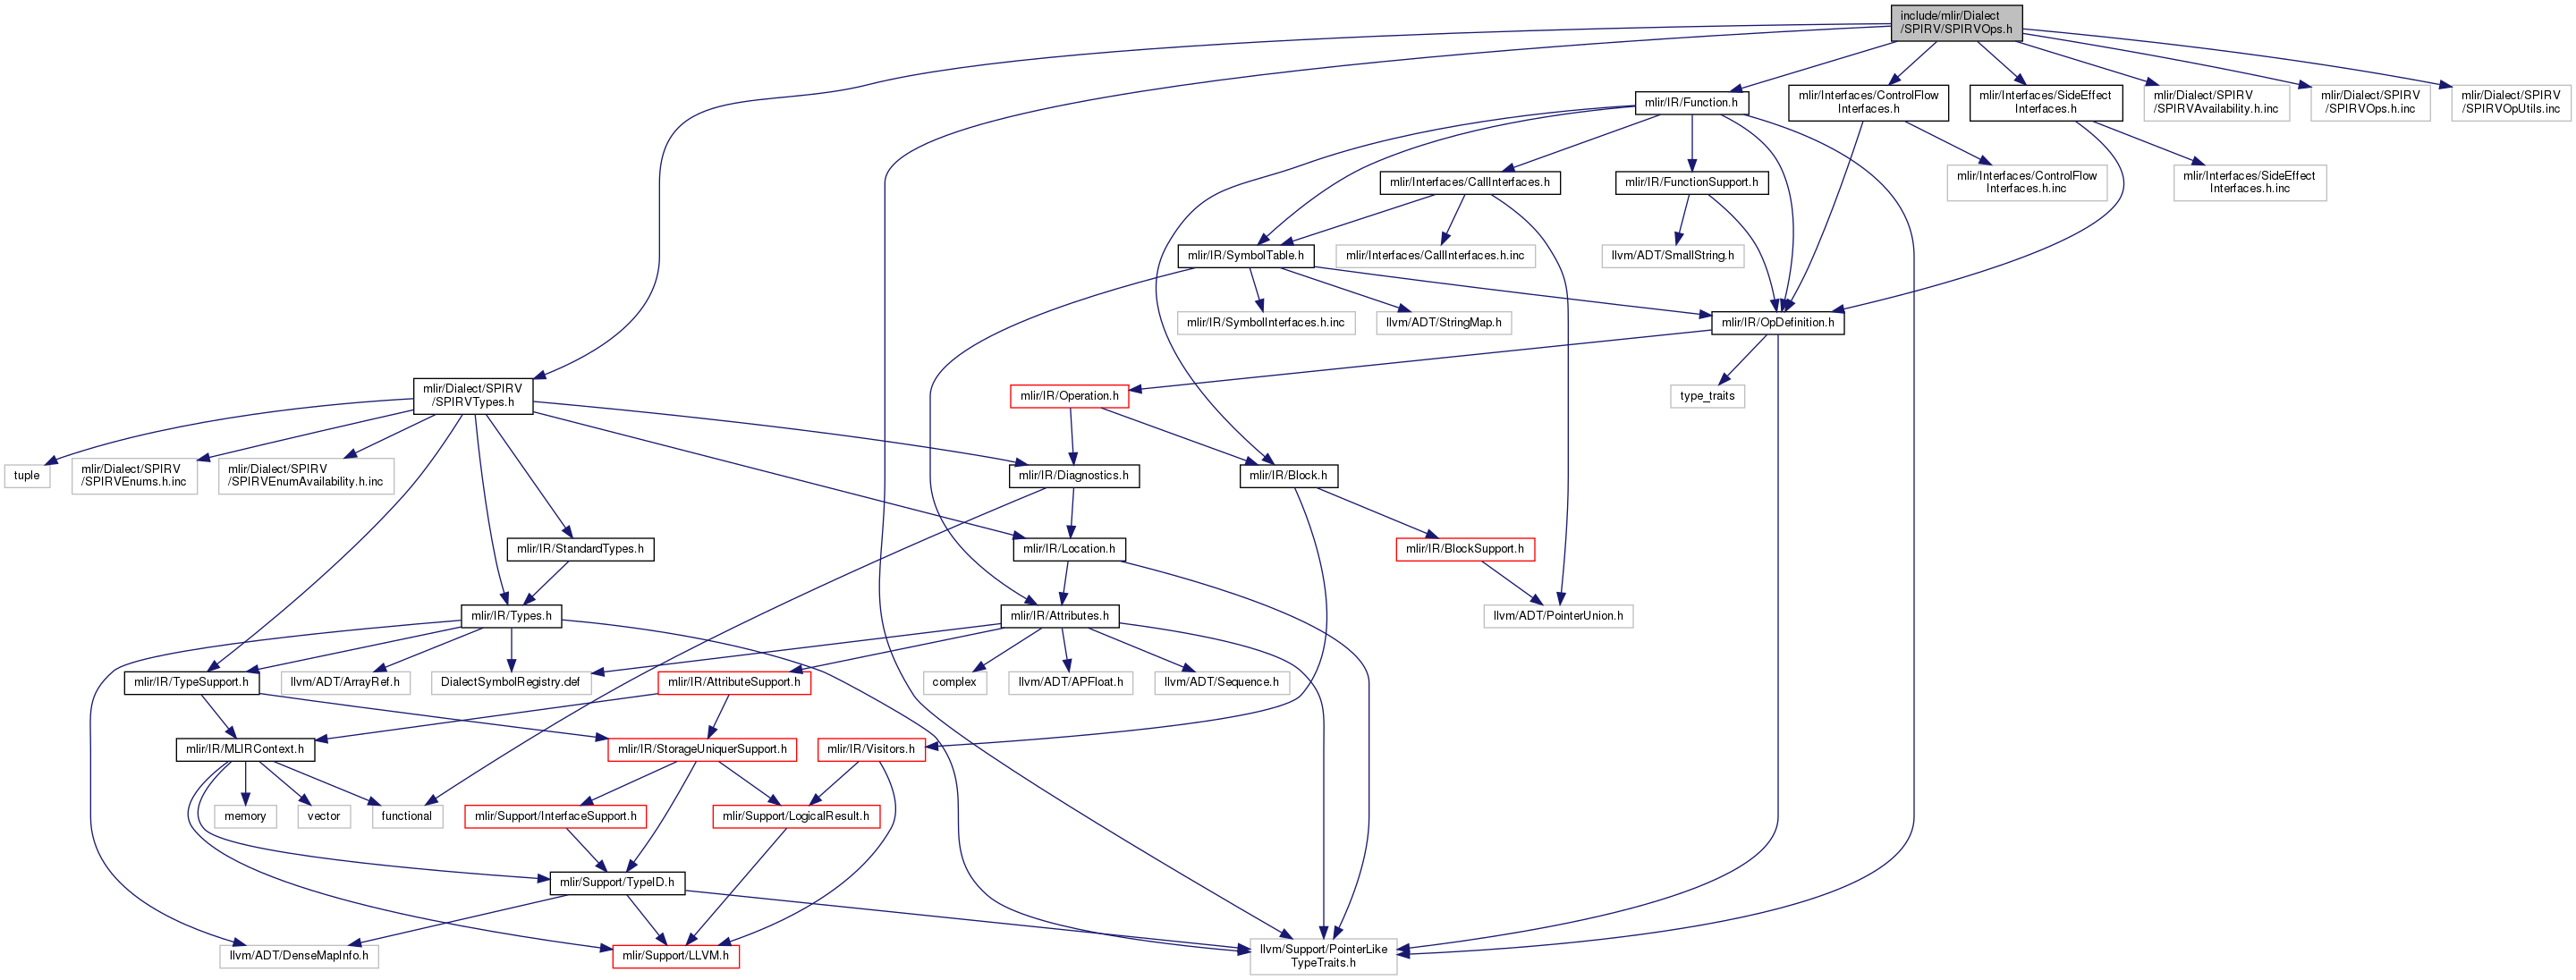 include/mlir/Dialect
/SPIRV/SPIRVOps.h
mlir/IR/Function.h
mlir/Interfaces/ControlFlow
Interfaces.h
mlir/Interfaces/SideEffect
Interfaces.h
mlir/Dialect/SPIRV
/SPIRVAvailability.h.inc
mlir/Dialect/SPIRV
/SPIRVOps.h.inc
mlir/Dialect/SPIRV
/SPIRVOpUtils.inc
mlir/Interfaces/CallInterfaces.h
mlir/IR/FunctionSupport.h
mlir/Interfaces/ControlFlow
Interfaces.h.inc
mlir/Interfaces/SideEffect
Interfaces.h.inc
mlir/IR/SymbolTable.h
mlir/Interfaces/CallInterfaces.h.inc
llvm/ADT/SmallString.h
mlir/IR/SymbolInterfaces.h.inc
llvm/ADT/StringMap.h
mlir/IR/OpDefinition.h
mlir/Dialect/SPIRV
/SPIRVTypes.h
mlir/IR/Operation.h
type_traits
tuple
mlir/Dialect/SPIRV
/SPIRVEnums.h.inc
mlir/Dialect/SPIRV
/SPIRVEnumAvailability.h.inc
mlir/IR/Diagnostics.h
mlir/IR/Block.h
mlir/IR/StandardTypes.h
mlir/IR/Location.h
mlir/IR/BlockSupport.h
mlir/IR/Types.h
mlir/IR/Attributes.h
llvm/ADT/PointerUnion.h
mlir/IR/TypeSupport.h
llvm/ADT/ArrayRef.h
DialectSymbolRegistry.def
mlir/IR/AttributeSupport.h
complex
llvm/ADT/APFloat.h
llvm/ADT/Sequence.h
mlir/IR/MLIRContext.h
mlir/IR/StorageUniquerSupport.h
mlir/IR/Visitors.h
memory
vector
functional
mlir/Support/InterfaceSupport.h
mlir/Support/LogicalResult.h
mlir/Support/TypeID.h
llvm/ADT/DenseMapInfo.h
mlir/Support/LLVM.h
llvm/Support/PointerLike
TypeTraits.h